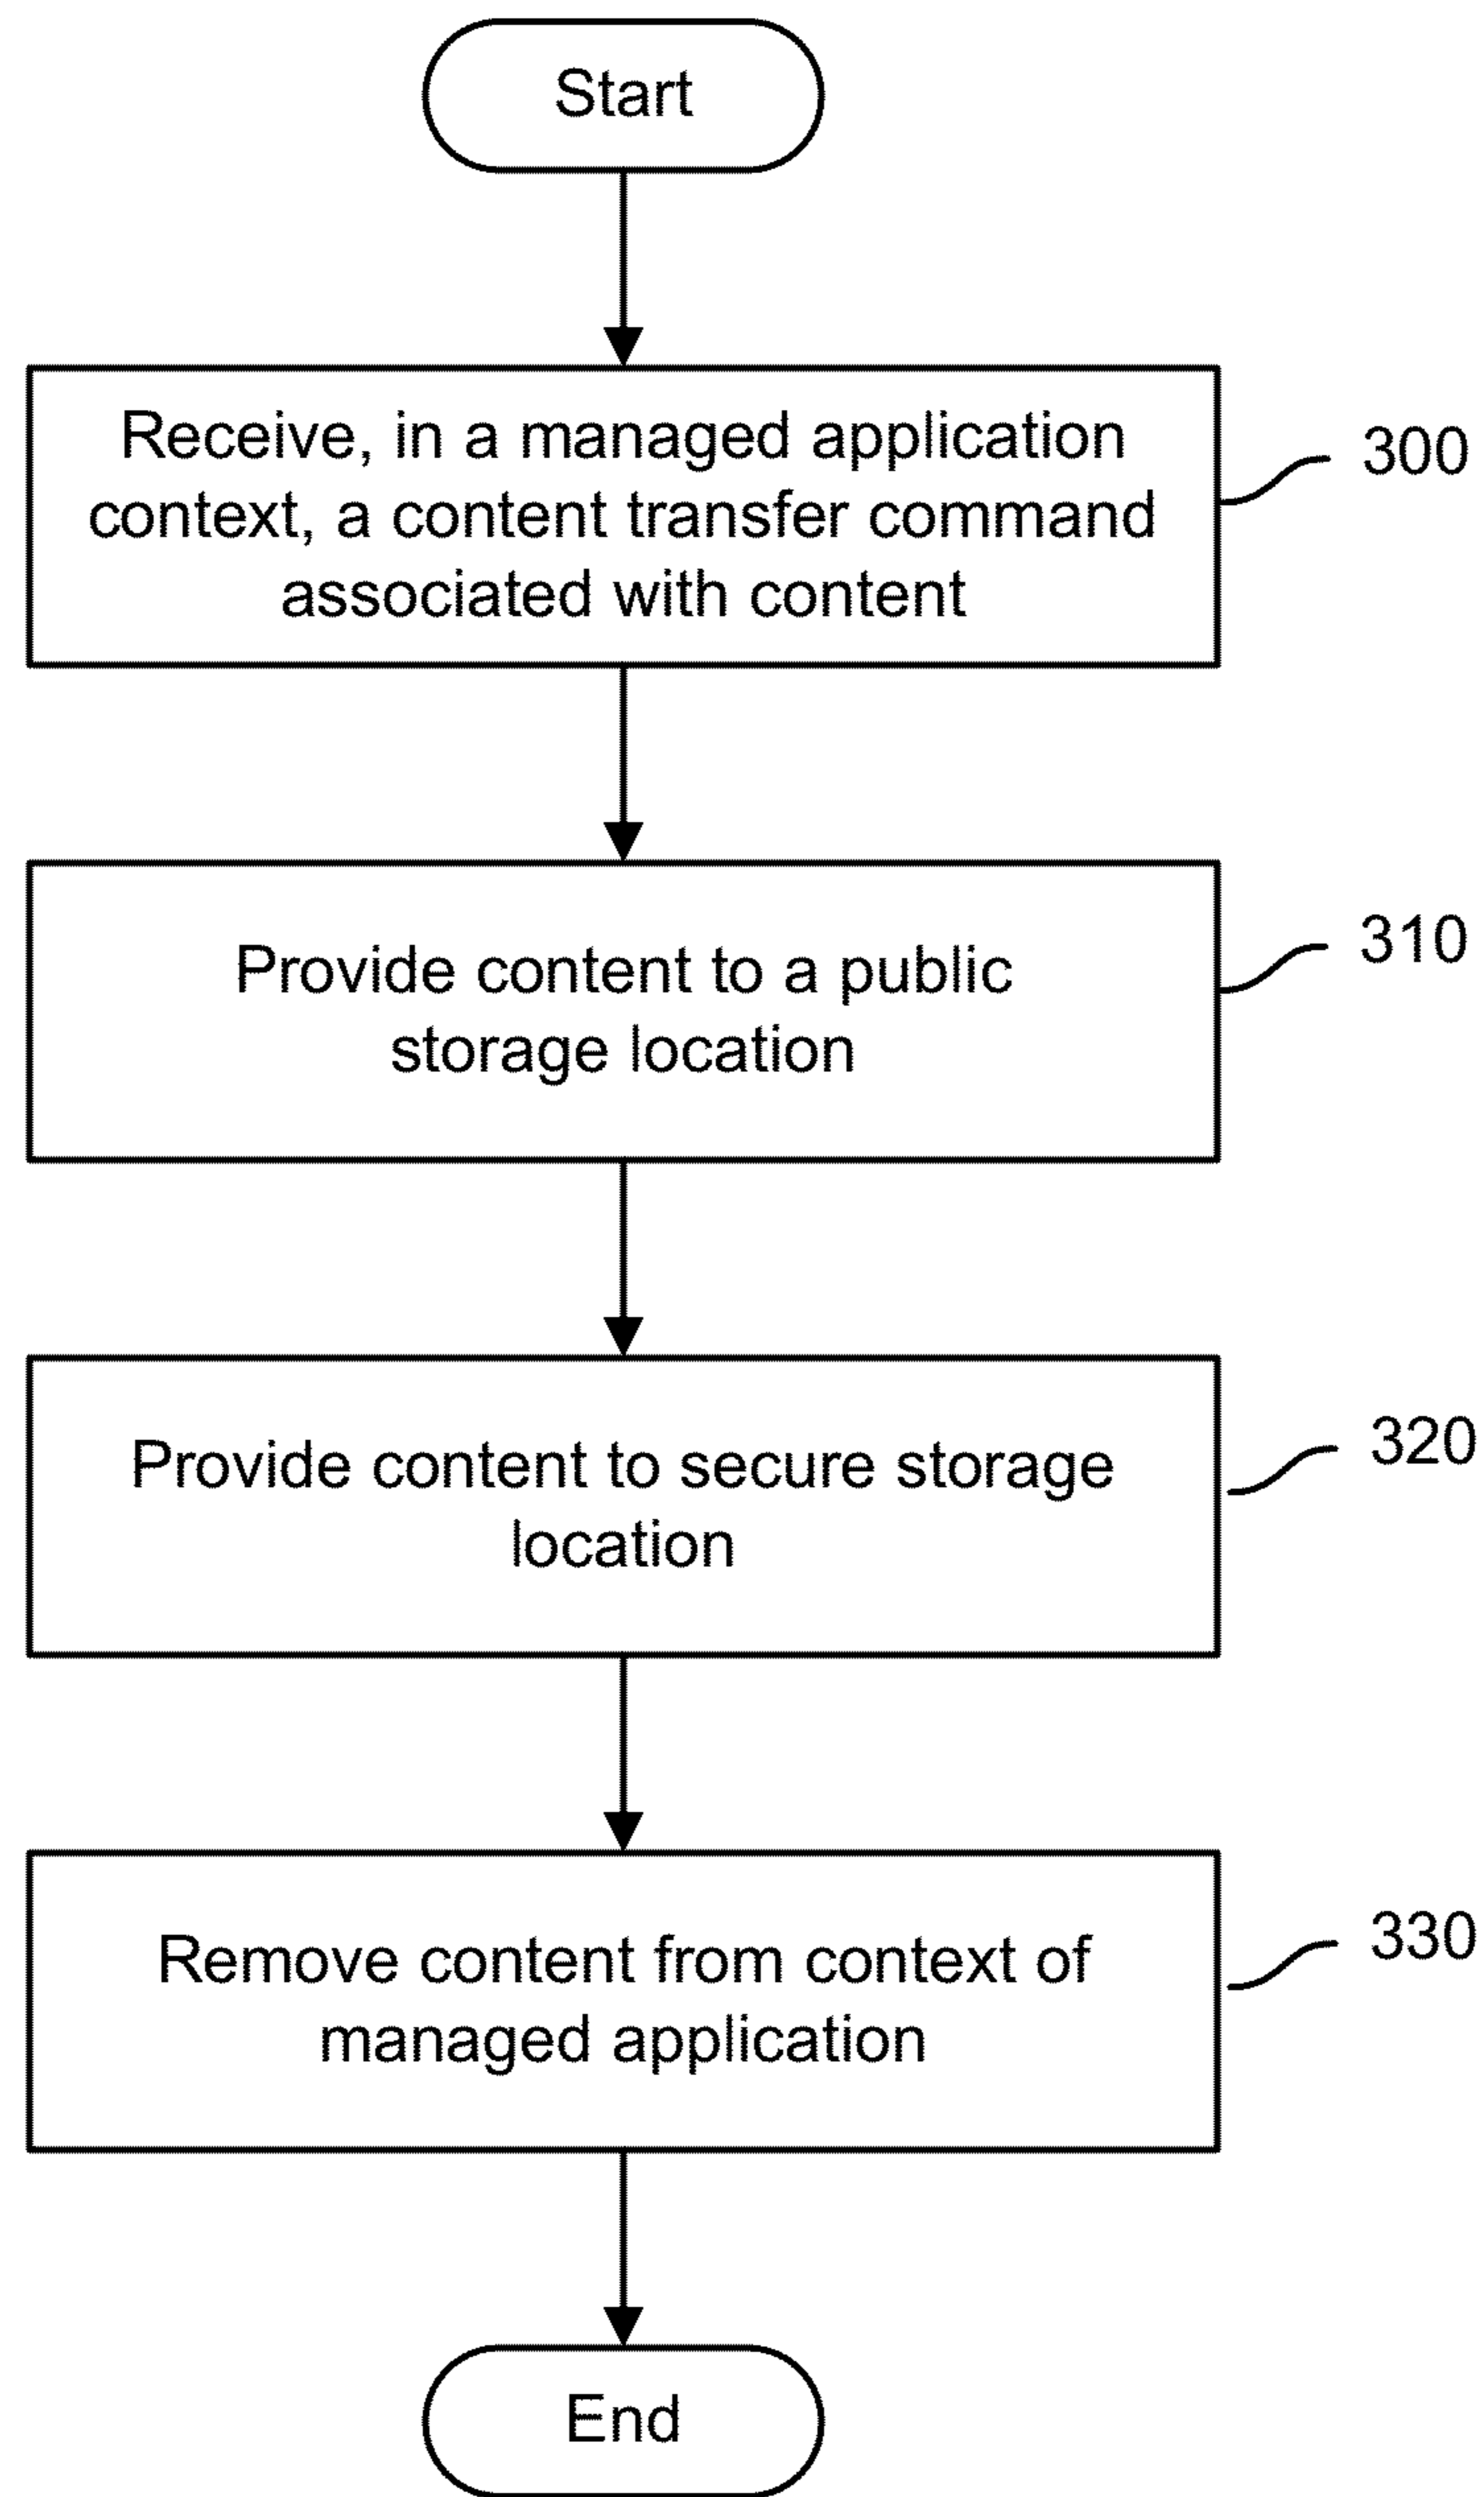 Start
Receive, in a managed application
context, a content transfer command
associated with content
300
Provide content to a public
storage location
310
Provide content to secure storage
location
320
Remove content from context of
managed application
330
End